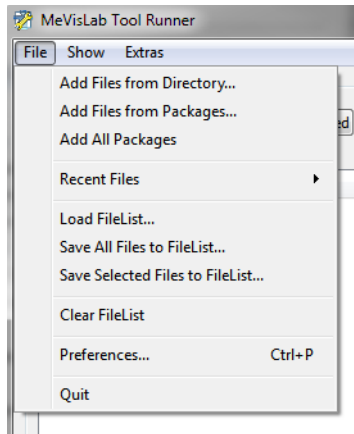 MeVisLab Tool Runner
File Show Extras
Add Files from Directory...
Add Files from Packages...
Add All Packages
Recent Files
Load FileList...
Save All Files to FileList...
Save Selected Files to FileList...
Clear FileList
Preferences... Ctrl+P
Quit